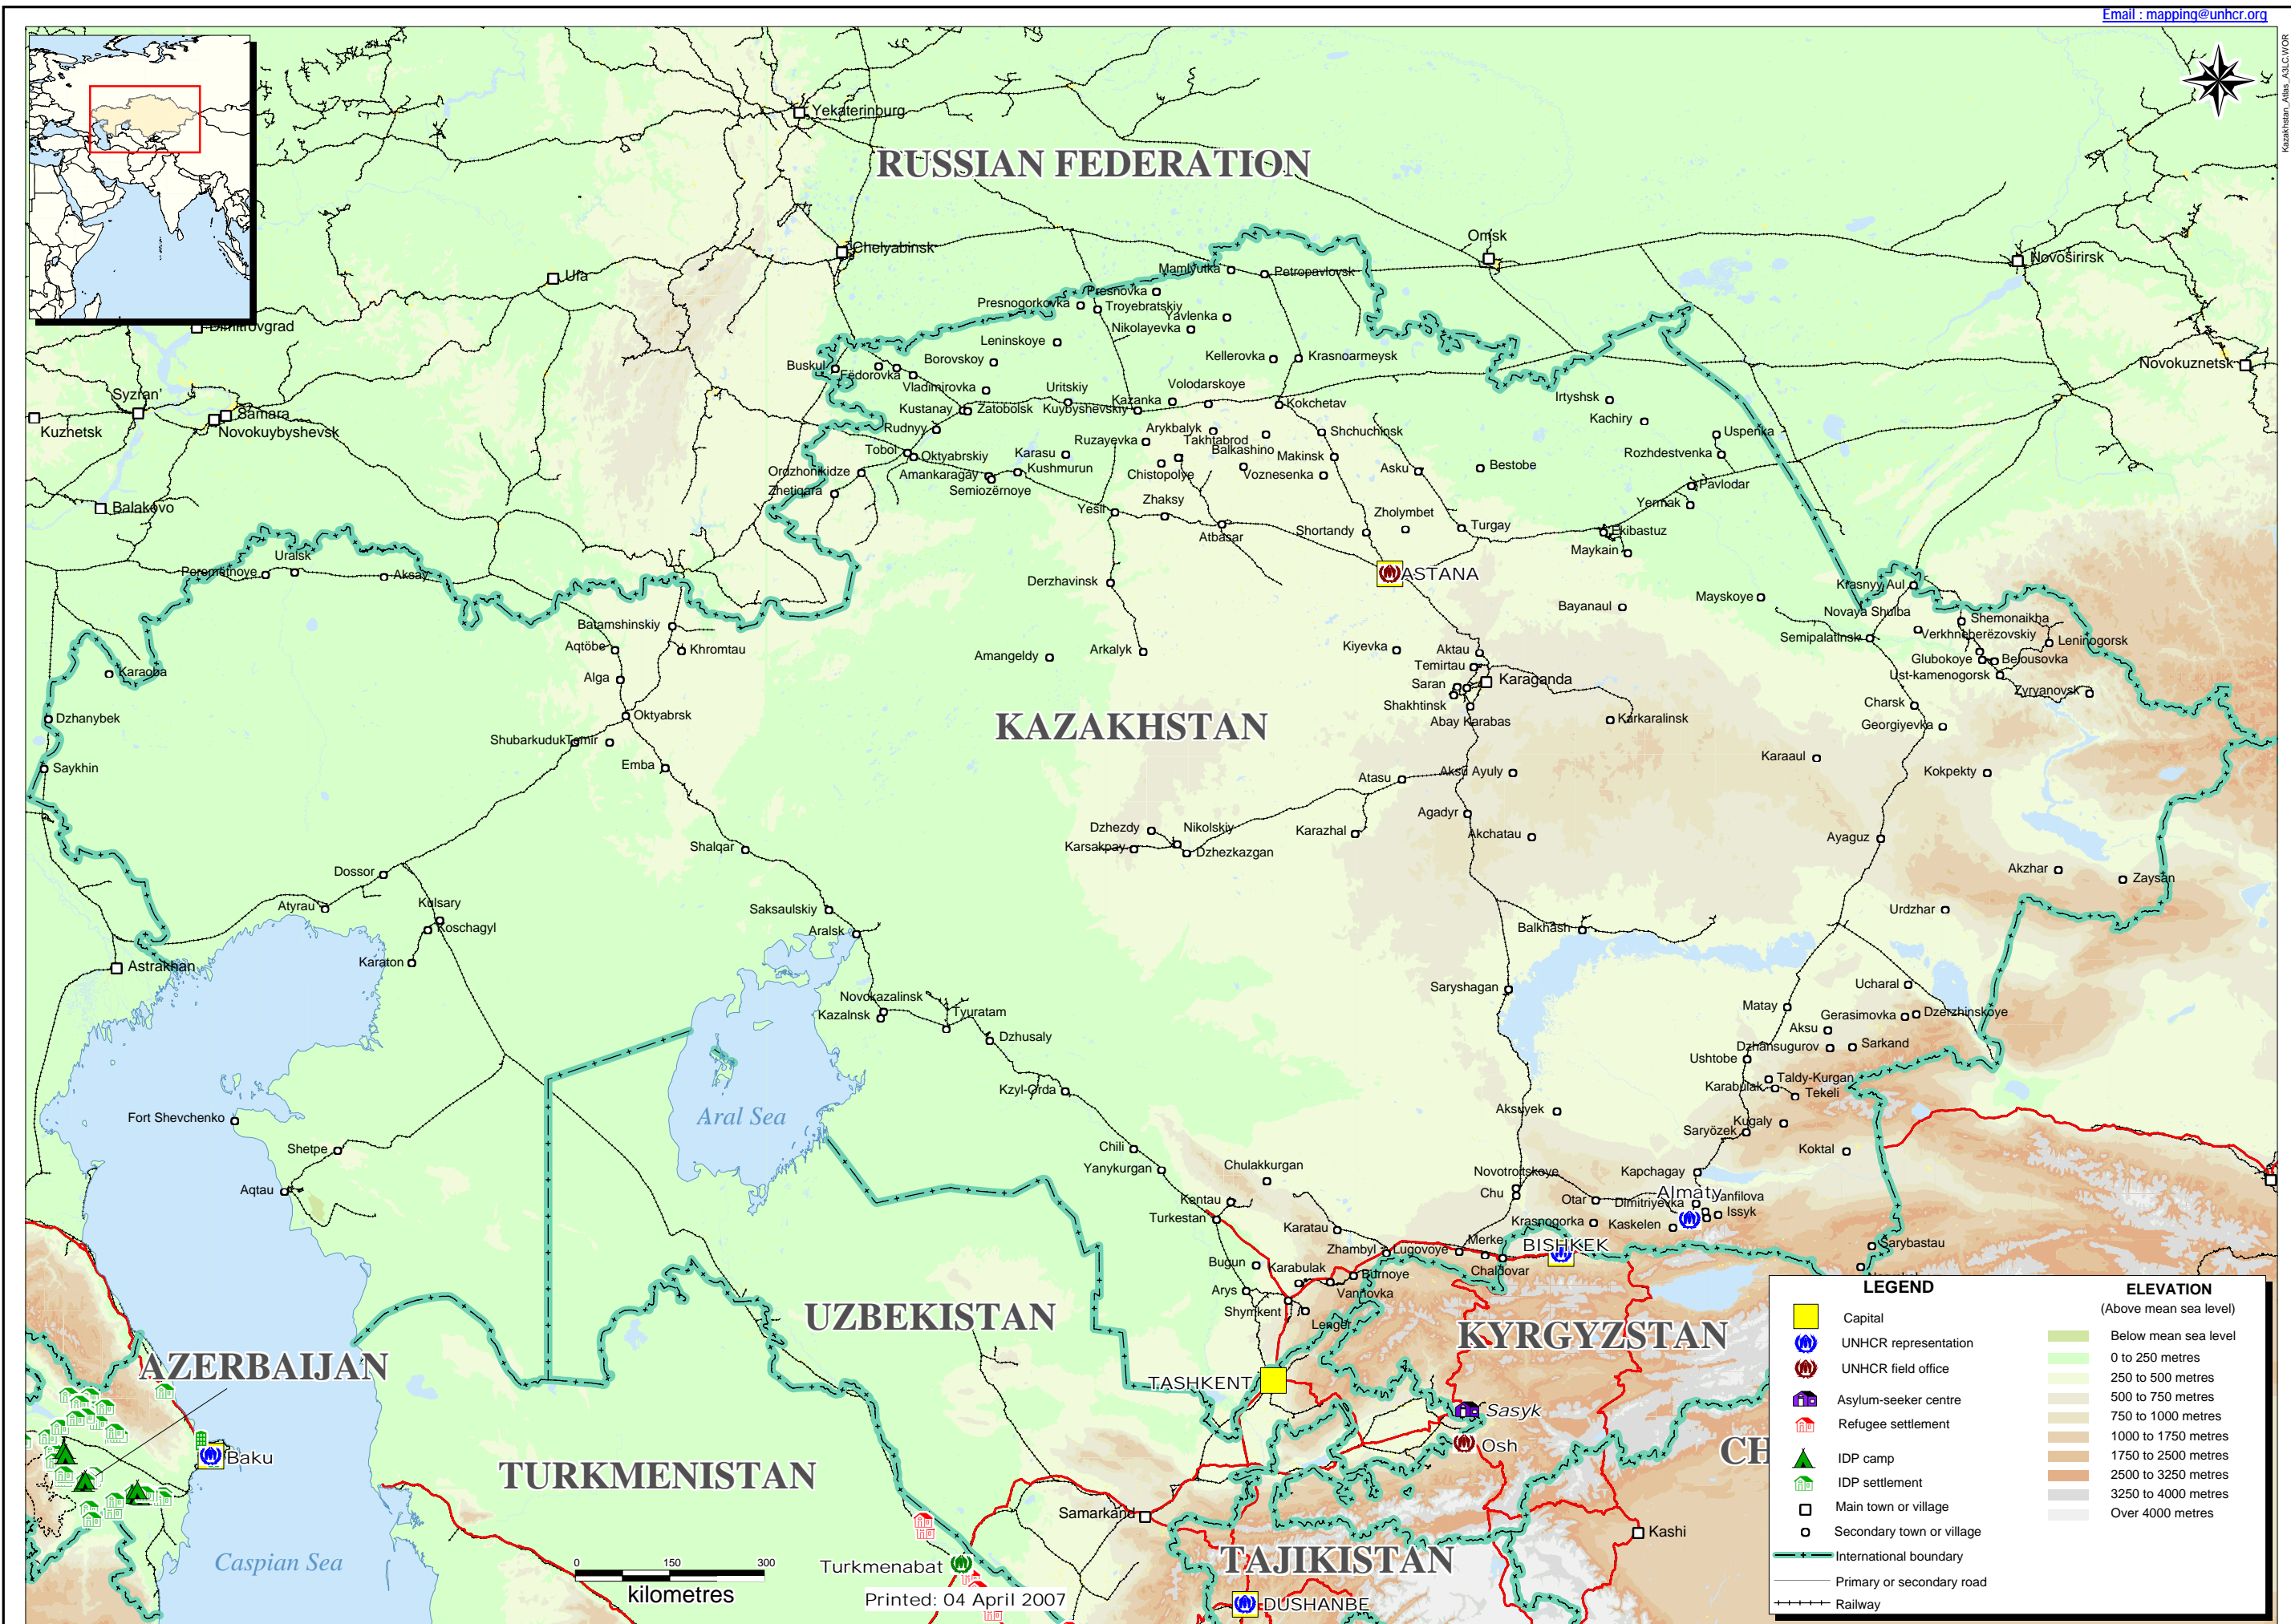 Email : mapping@unhcr.org
Kazakhstan_Atlas_A3LC.WOR
Yekaterinburg
RUSSIAN FEDERATION
Chelyabinsk
Omsk
Novosirirsk
Ufa
Mamlyutka
Petropavlovsk
Presnovka
Presnogorkovka
Troyebratskiy
Yavlenka
Nikolayevka
Dimitrovgrad
Leninskoye
Borovskoy
Kellerovka
Krasnoarmeysk
Novokuznetsk
Buskul
Fëdorovka
Vladimirovka
Uritskiy
Volodarskoye
Kazanka
Irtyshsk
Syzran'
Samara
Kuznetsk
Novokuybyshevsk
Kustanay
Zatobolsk
Kuybyshevskiy
Kokchetav
Kachiry
Rudnyy
Ruzayevka
Arykbalyk
Takhtabrod
Shchuchinsk
Uspenka
Tobol
Oktyabrskiy
Karasu
Balkashino
Makinsk
Rozhdestvenka
Ordzhonikidze
Amankaragay
Kushmurun
Chistopolye
Voznesenka
Asku
Bestobe
Zhetiqara
Semiozërnoye
Pavlodar
Balakovo
Yesil
Zhaksy
Zholymbet
Yermak
Atbasar
Shortandy
Turgay
Ekibastuz
Maykain
Uralsk
Peremetnoye
Aksay
Derzhavinsk
ASTANA
Krasnyy Aul
Mayskoye
Bayanaul
Novaya Shulba
Shemonaikha
Batamshinskiy
Semipalatinsk
Verkhneberëzovskiy
Leninogorsk
Aqtöbe
Khromtau
Amangeldy
Arkalyk
Kiyevka
Aktau
Glubokoye
Belousovka
Karaoba
Temirtau
Ust-kamenogorsk
Alga
Saran
Karaganda
Zyryanovsk
Shakhtinsk
Charsk
Dzhanybek
Oktyabrsk
KAZAKHSTAN
Abay Karabas
Karkaralinsk
Georgiyevka
Shubarkuduk
Temir
Saykhin
Emba
Karaaul
Kokpekty
Atasu
Aksu Ayuly
Agadyr
Dzhezdy
Nikolskiy
Karazhal
Akchatau
Ayaguz
Shalqar
Karsakpay
Dzhezkazgan
Dossor
Akzhar
Zaysan
Atyrau
Kulsary
Saksaulskiy
Urdzhar
Koschagyl
Aralsk
Balkhash
Karaton
Astrakhan
Saryshagan
Ucharal
Novokazalinsk
Kazalnsk
Tyuratam
Matay
Gerasimovka
Dzerzhinskoye
Dzhusaly
Aksu
Dzhansugurov
Sarkand
Ushtobe
Taldy-Kurgan
Kzyl-Orda
Karabulak
Tekeli
Aral Sea
Fort Shevchenko
Aksuyek
Kugaly
Saryözek
Shetpe
Chili
Koktal
Yanykurgan
Chulakkurgan
Novotroitskoye
Kapchagay
Aqtau
Chu
Otar
Almaty
Kentau
Dimitriyevka
Panfilova
Issyk
Turkestan
Karatau
Krasnogorka
Kaskelen
Zhambyl
Lugovoye
Merke
BISHKEK
Sarybastau
Bugun
Karabulak
Burnoye
Chaldovar
Arys
Vannovka
Shymkent
Lenger
UZBEKISTAN
KYRGYZSTAN
AZERBAIJAN
TASHKENT
Sasyk
Osh
Baku
TURKMENISTAN
CH
Samarkand
Kashi
Caspian Sea
0 150 300
kilometres
Turkmenabat
TAJIKISTAN
Printed: 04 April 2007
DUSHANBE
LEGEND
Capital
UNHCR representation
UNHCR field office
Asylum-seeker centre
Refugee settlement
IDP camp
IDP settlement
Main town or village
Secondary town or village
International boundary
Primary or secondary road
Railway
ELEVATION
(Above mean sea level)
Below mean sea level
0 to 250 metres
250 to 500 metres
500 to 750 metres
750 to 1000 metres
1000 to 1750 metres
1750 to 2500 metres
2500 to 3250 metres
3250 to 4000 metres
Over 4000 metres